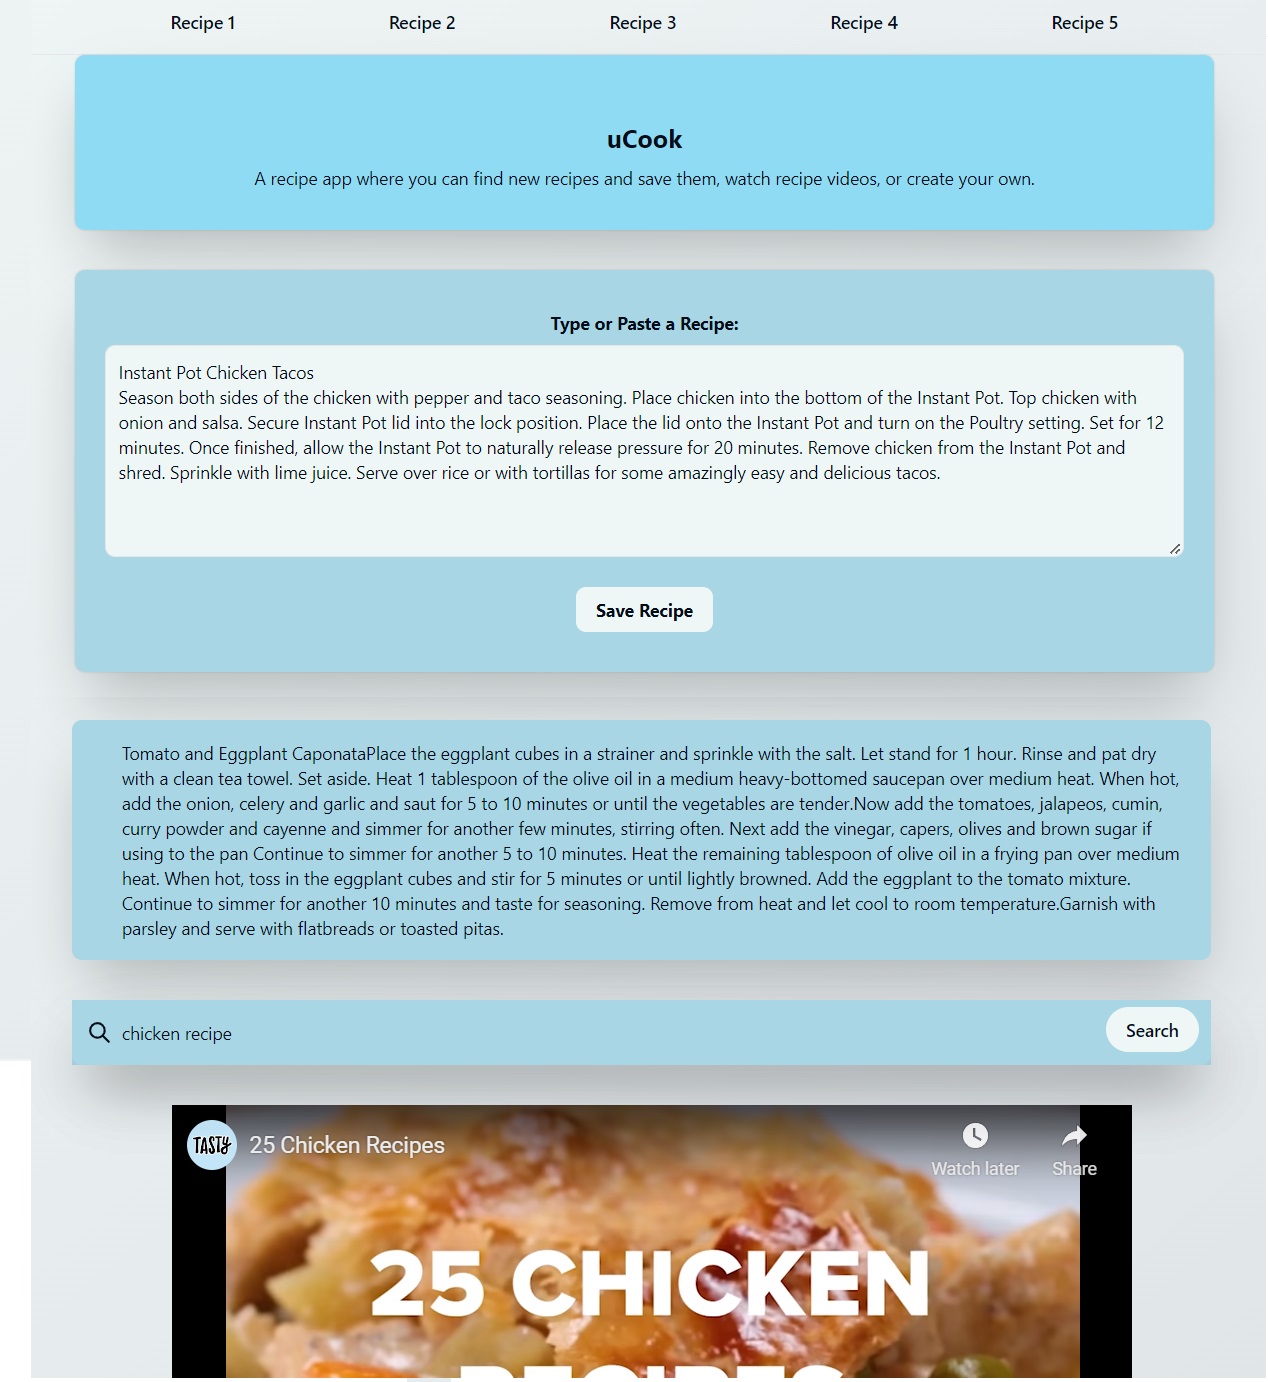 Recipe 1 Recipe 2 Recipe 3 Recipe 4 Recipe 5
uCook
A recipe app where you can find new recipes and save them, watch recipe videos, or create your own.
Type or Paste a Recipe:
Instant Pot Chicken Tacos
Season both sides of the chicken with pepper and taco seasoning. Place chicken into the bottom of the Instant Pot. Top chicken with
onion and salsa. Secure Instant Pot lid into the lock position. Place the lid onto the Instant Pot and turn on the Poultry setting. Set for 12
minutes. Once finished, allow the Instant Pot to naturally release pressure for 20 minutes. Remove chicken from the Instant Pot and
shred. Sprinkle with lime juice. Serve over rice or with tortillas for some amazingly easy and delicious tacos.
Save Recipe
Tomato and Eggplant CaponataPlace the eggplant cubes in a strainer and sprinkle with the salt. Let stand for 1 hour. Rinse and pat dry
with a clean tea towel. Set aside. Heat 1 tablespoon of the olive oil in a medium heavy-bottomed saucepan over medium heat. When hot,
add the onion, celery and garlic and saut for 5 to 10 minutes or until the vegetables are tender.Now add the tomatoes, jalapeos, cumin,
curry powder and cayenne and simmer for another few minutes, stirring often. Next add the vinegar, capers, olives and brown sugar if
using to the pan Continue to simmer for another 5 to 10 minutes. Heat the remaining tablespoon of olive oil in a frying pan over medium
heat. When hot, toss in the eggplant cubes and stir for 5 minutes or until lightly browned. Add the eggplant to the tomato mixture.
Continue to simmer for another 10 minutes and taste for seasoning. Remove from heat and let cool to room temperature.Garnish with
parsley and serve with flatbreads or toasted pitas.
chicken recipe Search
TASTY 25 Chicken Recipes Watch later Share
25 CHICKEN
RECIPES